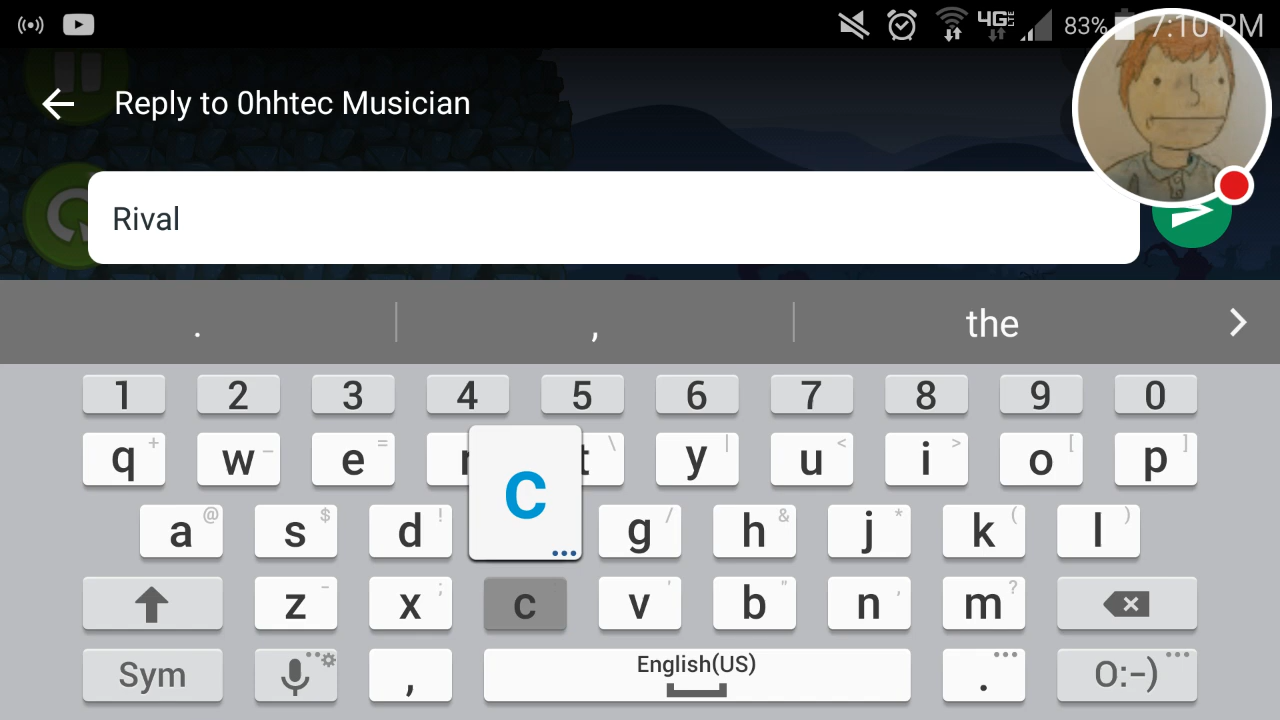 4G LTE 83% 7:10 PM
Reply to 0hhtec Musician
Rival
. , the
1 2 3 4 5 6 7 8 9 0
q + w – e = r t \ y | u < i > o [ p ]
a @ s $ d ! g / h & j * k ( l )
C
z - x ; c v ' b " n , m ?
Sym , English(US) . O:-)